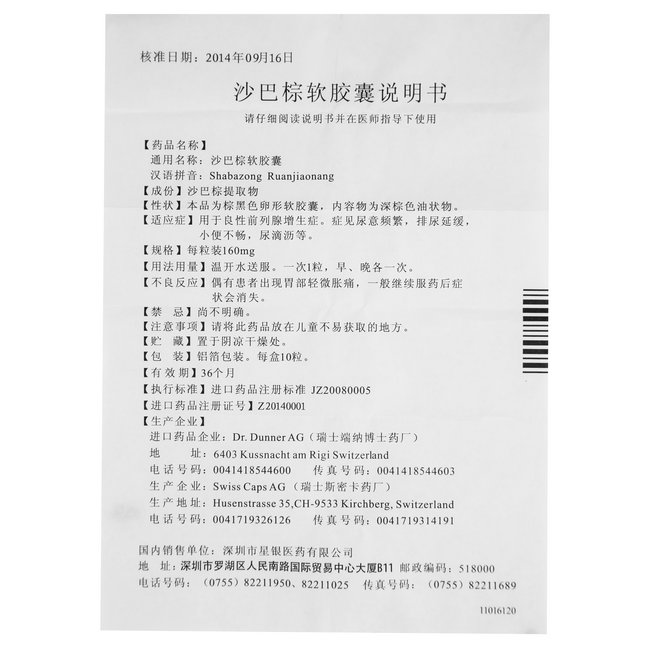 核准日期：2014年09月16日
沙巴棕软胶囊说明书
请仔细阅读说明书并在医师指导下使用
【药品名称】
通用名称：沙巴棕软胶囊
汉语拼音：Shabazong Ruanjiaonang
【成份】沙巴棕提取物
【性状】本品为棕黑色卵形软胶囊，内容物为深棕色油状物。
【适应症】用于良性前列腺增生症。症见尿意频繁，排尿延缓，
小便不畅，尿滴沥等。
【规格】每粒装160mg
【用法用量】温开水送服。一次1粒，早、晚各一次。
【不良反应】偶有患者出现胃部轻微胀痛，一般继续服药后症
状会消失。
【禁 忌】尚不明确。
【注意事项】请将此药品放在儿童不易获取的地方。
【贮 藏】置于阴凉干燥处。
【包 装】铝箔包装。每盒10粒。
【有效期】36个月
【执行标准】进口药品注册标准 JZ20080005
【进口药品注册证号】Z20140001
【生产企业】
进口药品企业：Dr. Dunner AG（瑞士端纳博士药厂）
地 址：6403 Kussnacht am Rigi Switzerland
电话号码：0041418544600 传真号码：0041418544603
生产企业：Swiss Caps AG（瑞士斯密卡药厂）
生产地址：Husenstrasse 35,CH-9533 Kirchberg, Switzerland
电话号码：0041719326126 传真号码：0041719314191
国内销售单位：深圳市星银医药有限公司
地 址：深圳市罗湖区人民南路国际贸易中心大厦B11 邮政编码：518000
电话号码：（0755）82211950、82211025 传真号码：（0755）82211689
11016120